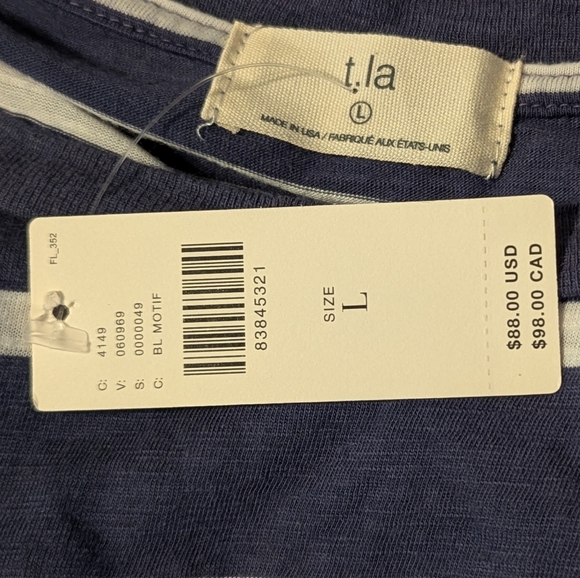 t.la
L
MADE IN USA / FABRIQUÉ AUX ÉTATS-UNIS
FL_352
C: 4149
V: 060969
S: 0000049
C: BL MOTIF
83845321
SIZE
L
$88.00 USD
$98.00 CAD